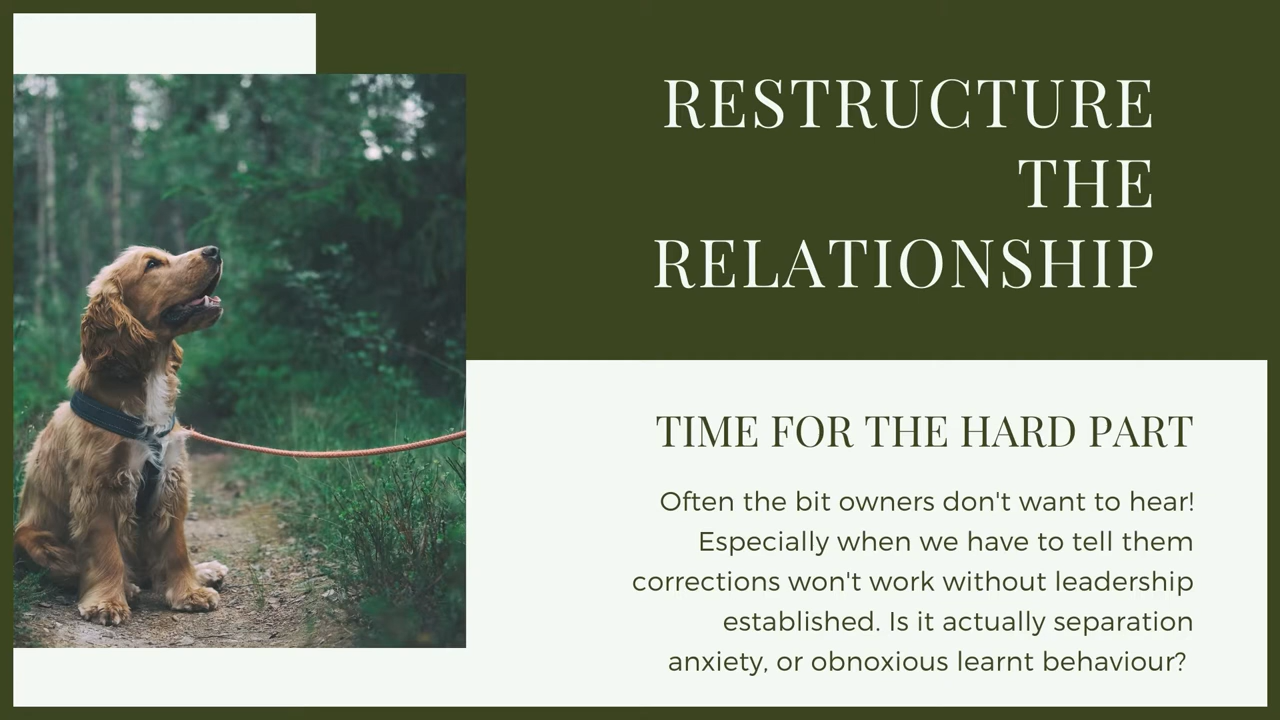 RESTRUCTURE
THE
RELATIONSHIP
TIME FOR THE HARD PART
Often the bit owners don't want to hear!
Especially when we have to tell them
corrections won't work without leadership
established. Is it actually separation
anxiety, or obnoxious learnt behaviour?